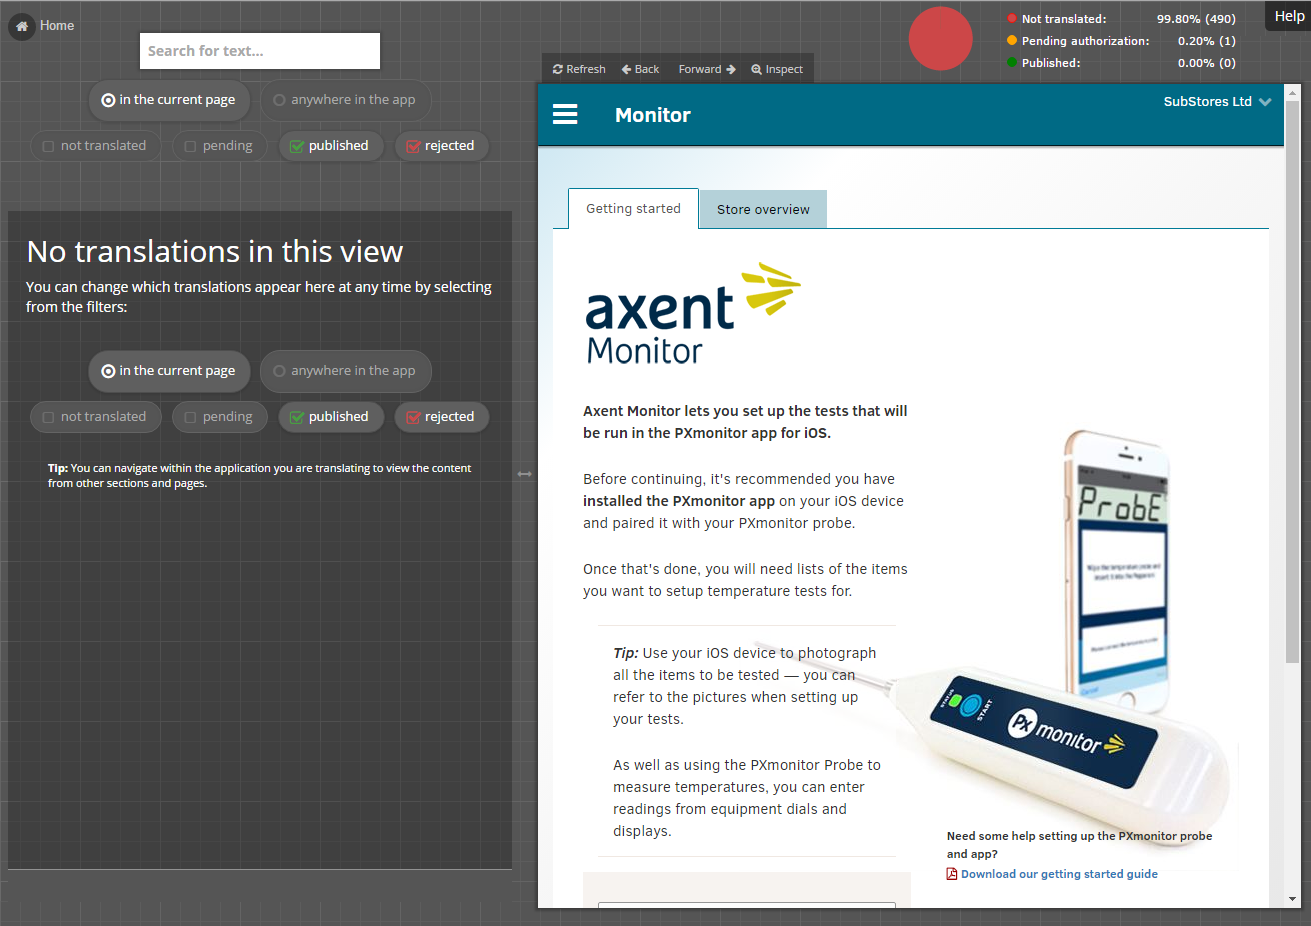 Home
Search for text...
in the current page
anywhere in the app
not translated
pending
published
rejected
No translations in this view
You can change which translations appear here at any time by selecting
from the filters:
in the current page
anywhere in the app
not translated
pending
published
rejected
Tip: You can navigate within the application you are translating to view the content
from other sections and pages.
Not translated: 99.80% (490)
Pending authorization: 0.20% (1)
Published: 0.00% (0)
Help
Refresh
Back
Forward
Inspect
Monitor
SubStores Ltd
Getting started
Store overview
axent
Monitor
Axent Monitor lets you set up the tests that will
be run in the PXmonitor app for iOS.
Before continuing, it's recommended you have
installed the PXmonitor app on your iOS device
and paired it with your PXmonitor probe.
Once that's done, you will need lists of the items
you want to setup temperature tests for.
Tip: Use your iOS device to photograph
all the items to be tested — you can
refer to the pictures when setting up
your tests.
As well as using the PXmonitor Probe to
measure temperatures, you can enter
readings from equipment dials and
displays.
ProbE
STATUS
START
Px monitor
Need some help setting up the PXmonitor probe
and app?
Download our getting started guide